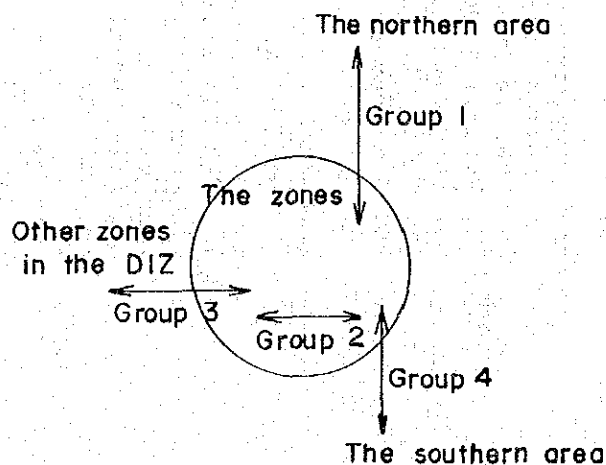 The northern area
Group 1
The zones
Other zones
in the DIZ
Group 3
Group 2
Group 4
The southern area